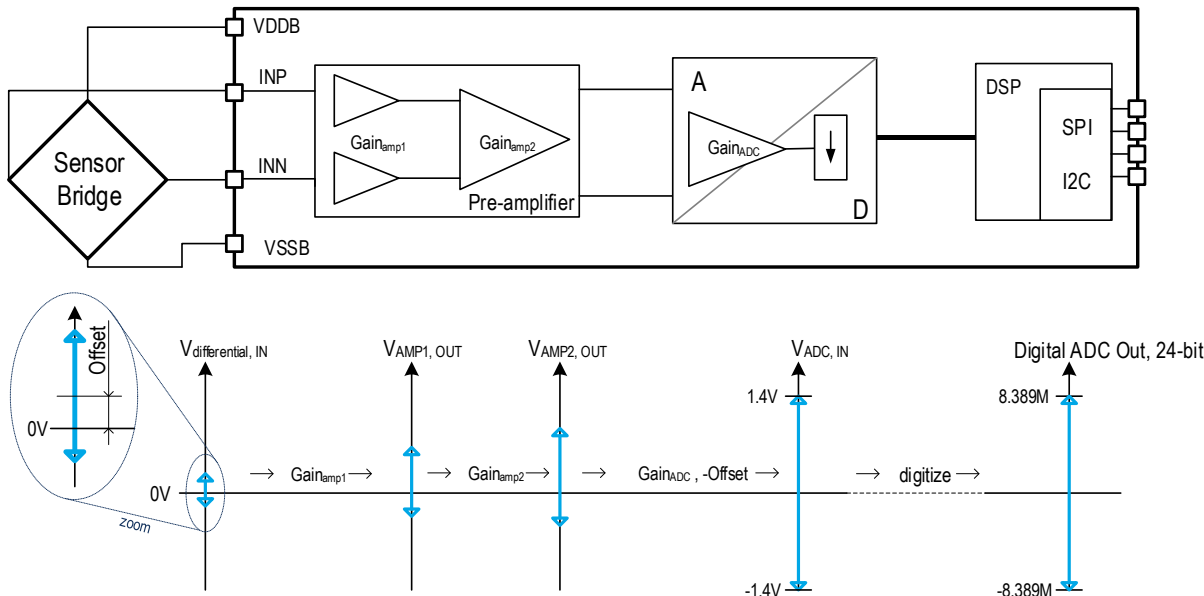 VDDB
INP
INN
VSSB
Sensor
Bridge
Gainamp1
Gainamp2
Pre-amplifier
A
GainADC
D
DSP
SPI
I2C
Offset
0V
zoom
Vdifferential, IN
VAMP1, OUT
VAMP2, OUT
VADC, IN
Digital ADC Out, 24-bit
1.4V
8.389M
0V
→ Gainamp1 →
→ Gainamp2 →
→ GainADC , -Offset →
→ digitize →
-1.4V
-8.389M